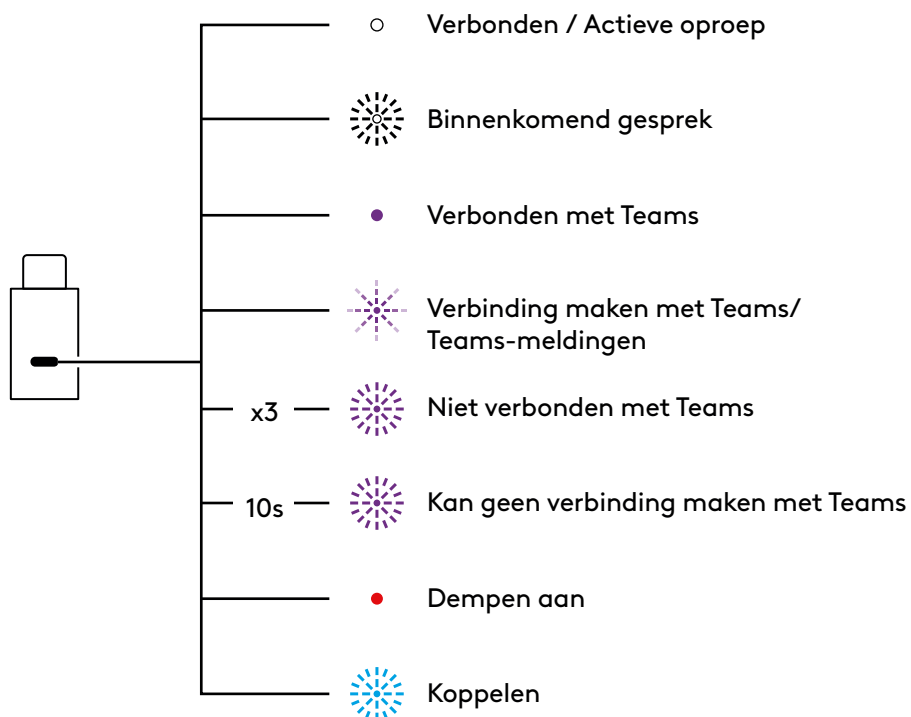 Verbonden / Actieve oproep
Binnenkomend gesprek
Verbonden met Teams
Verbinding maken met Teams/
Teams-meldingen
x3 Niet verbonden met Teams
10s Kan geen verbinding maken met Teams
Dempen aan
Koppelen